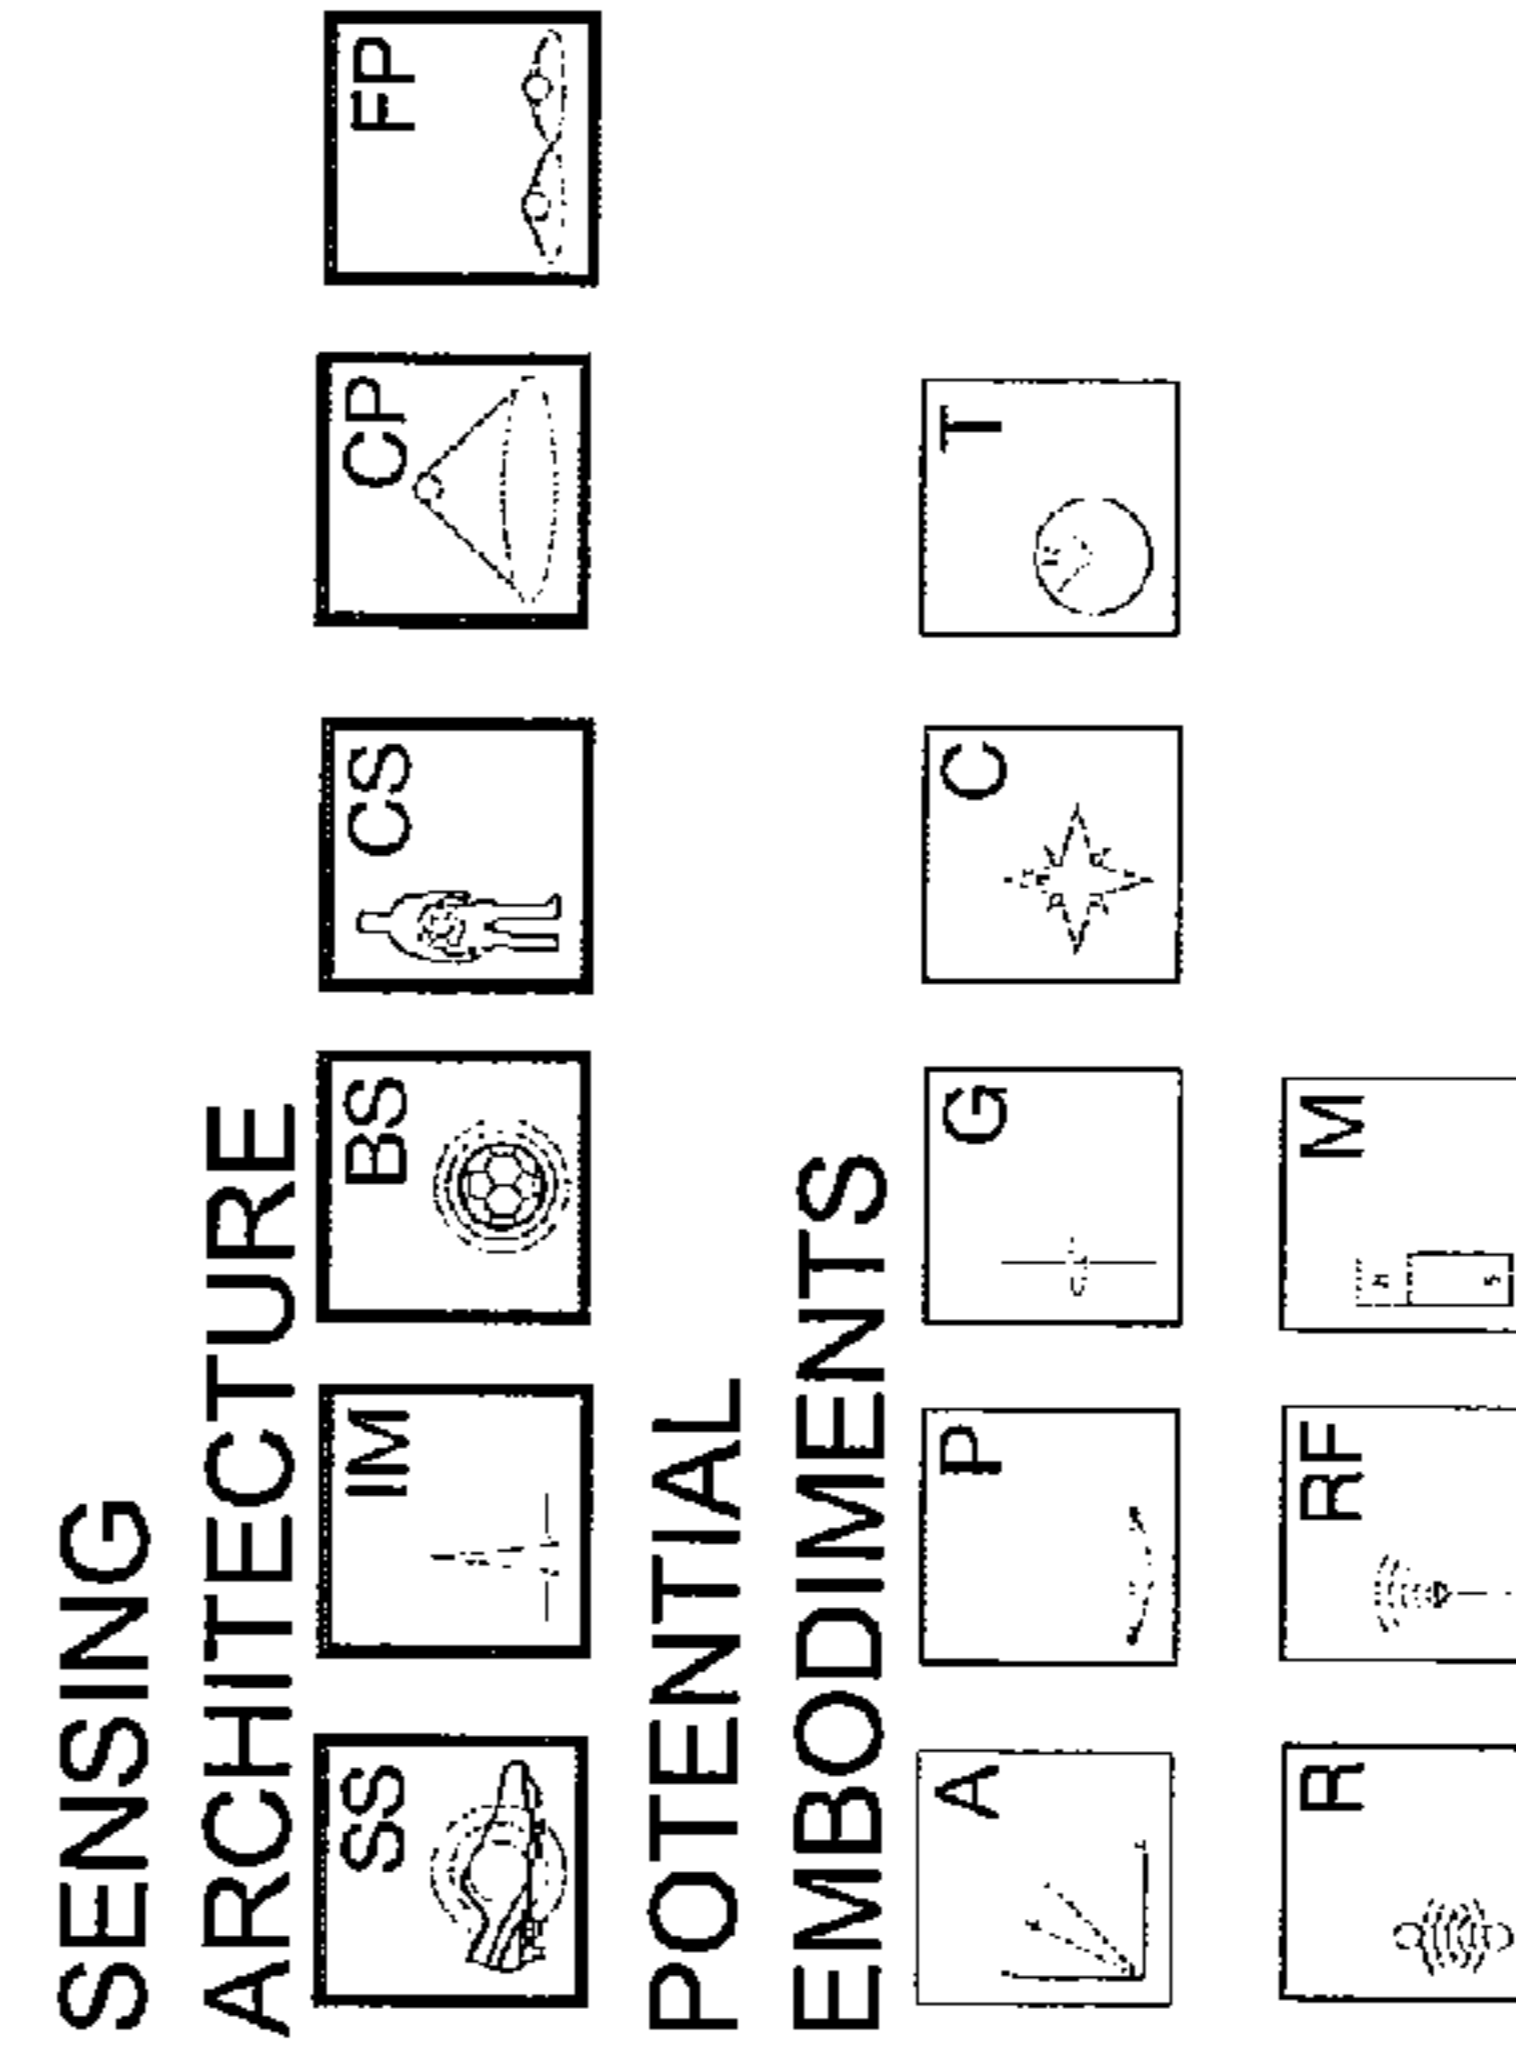 SENSING
ARCHITECTURE
SS IM BS CS CP FP
POTENTIAL
EMBODIMENTS
A P G C T
R RF M
N
S